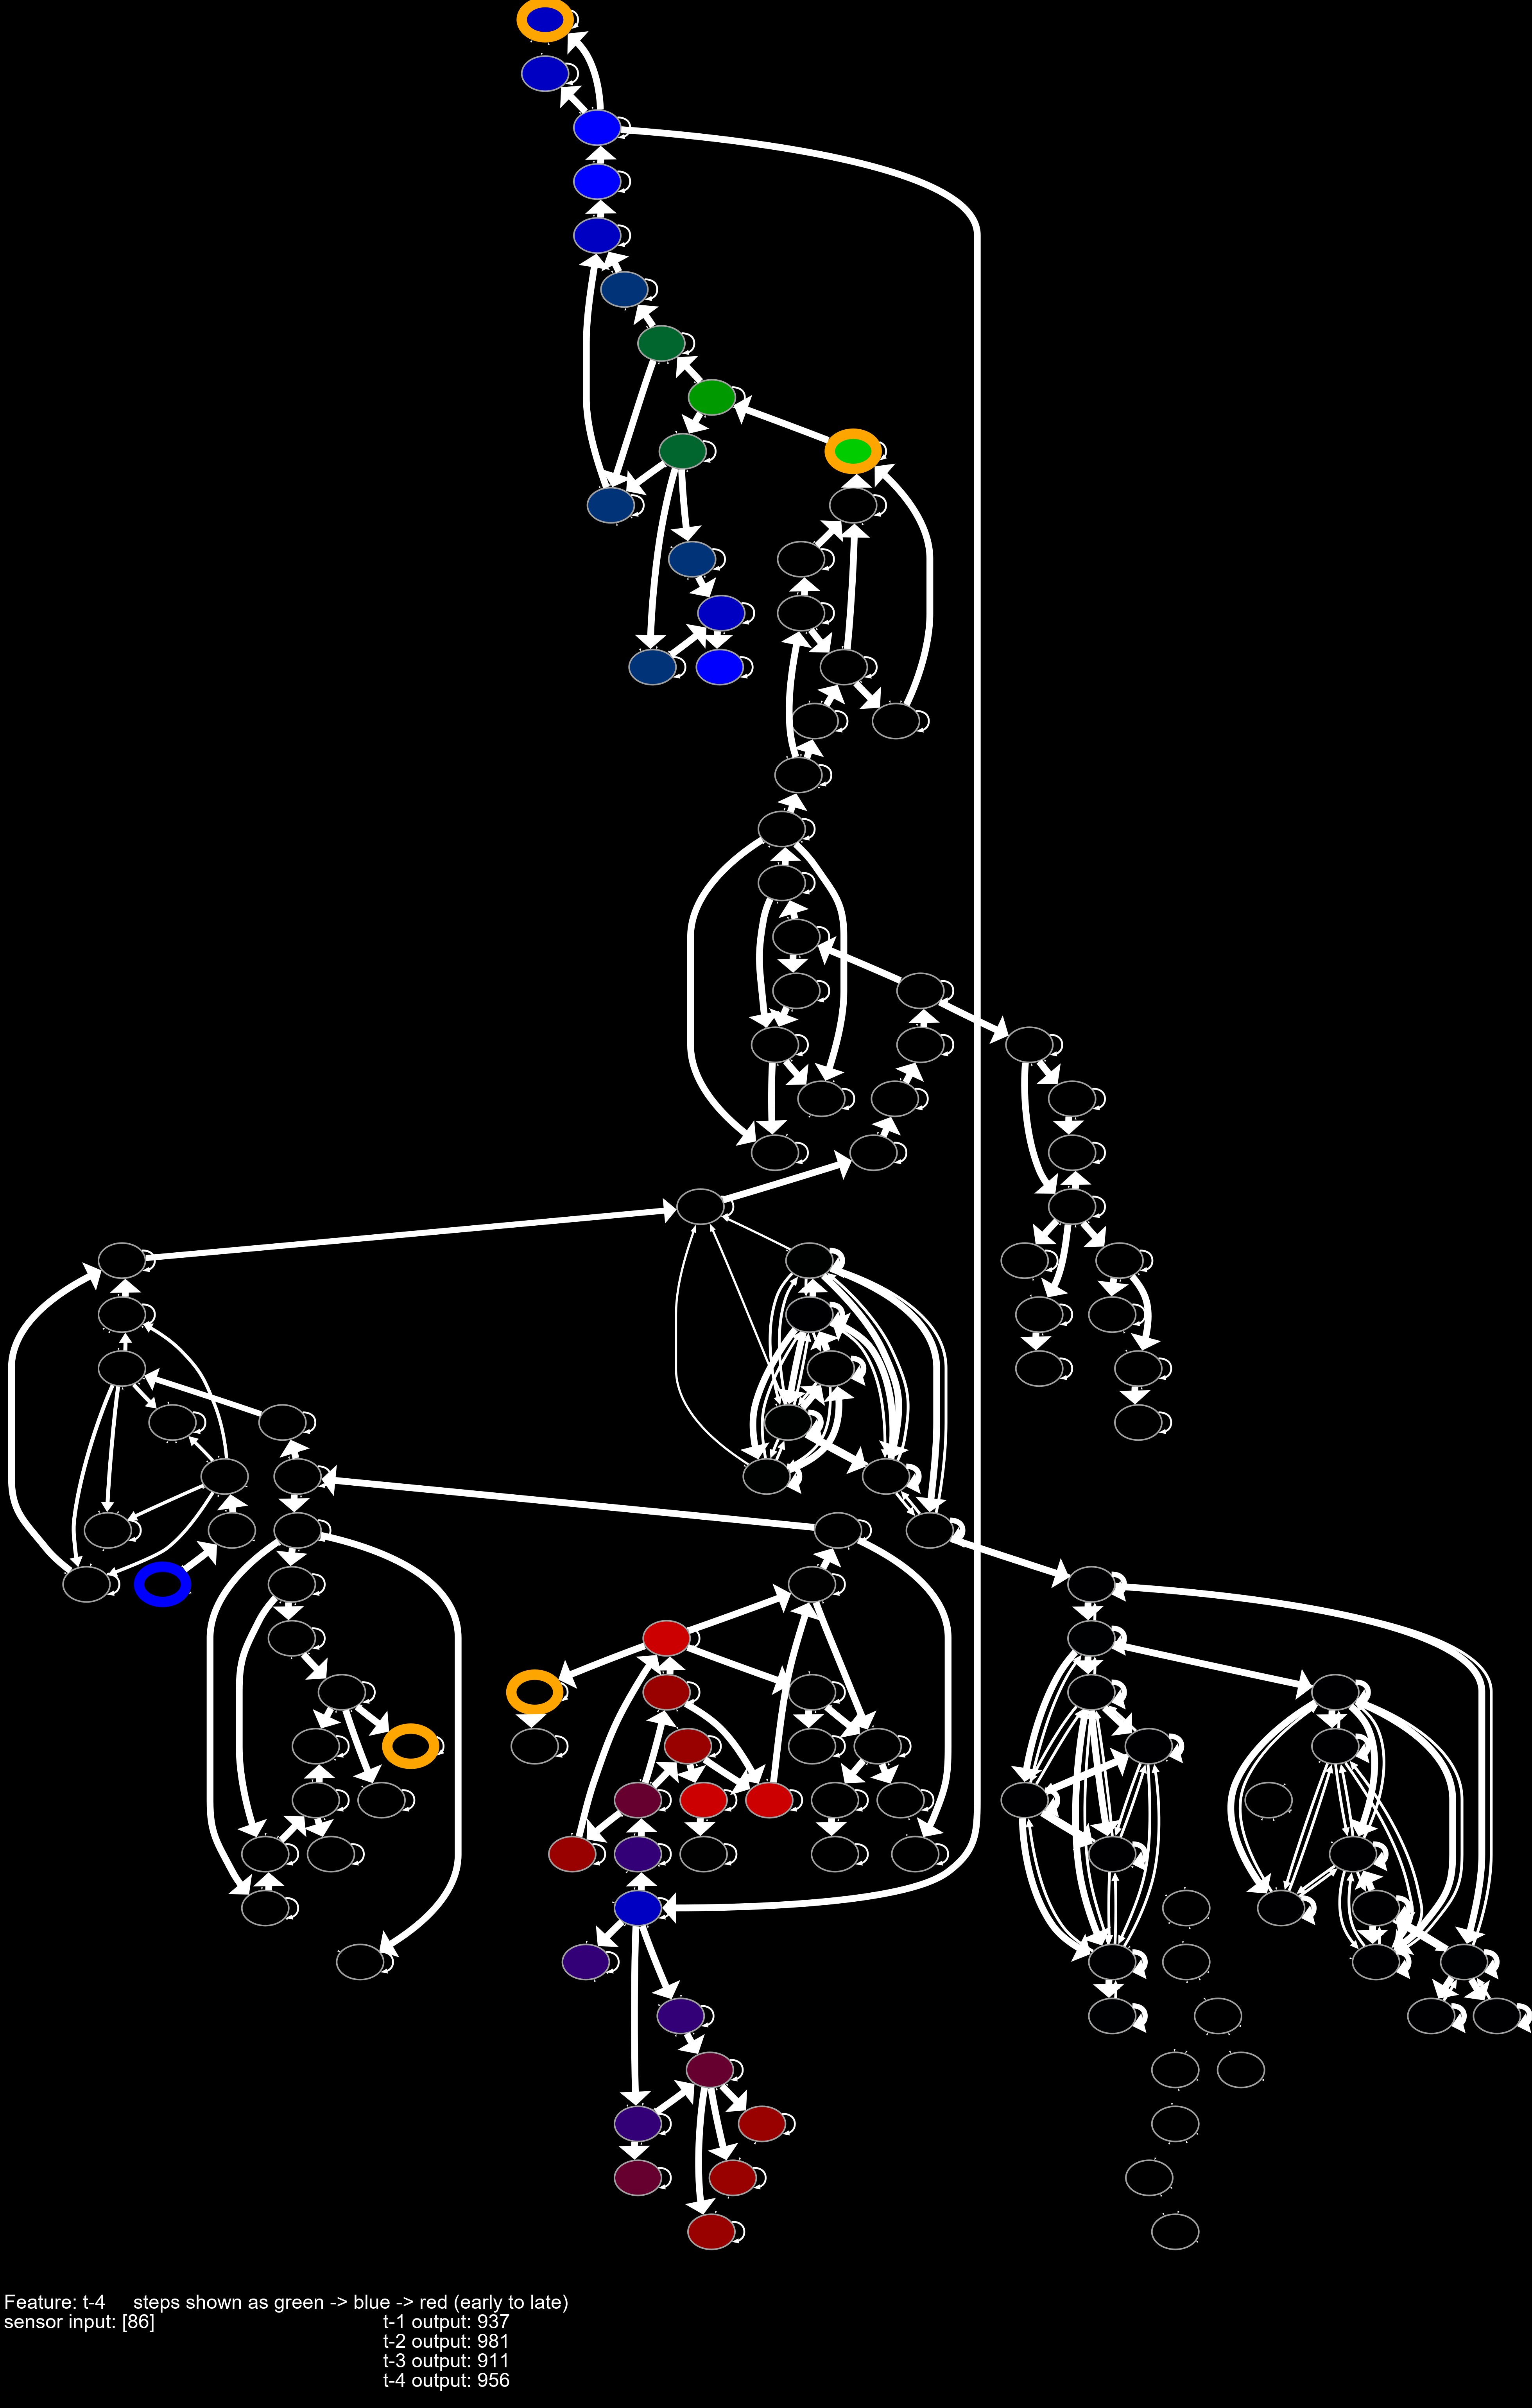 Feature: t-4     steps shown as green -> blue -> red (early to late)
sensor input: [86]     t-1 output: 937
t-2 output: 981
t-3 output: 911
t-4 output: 956